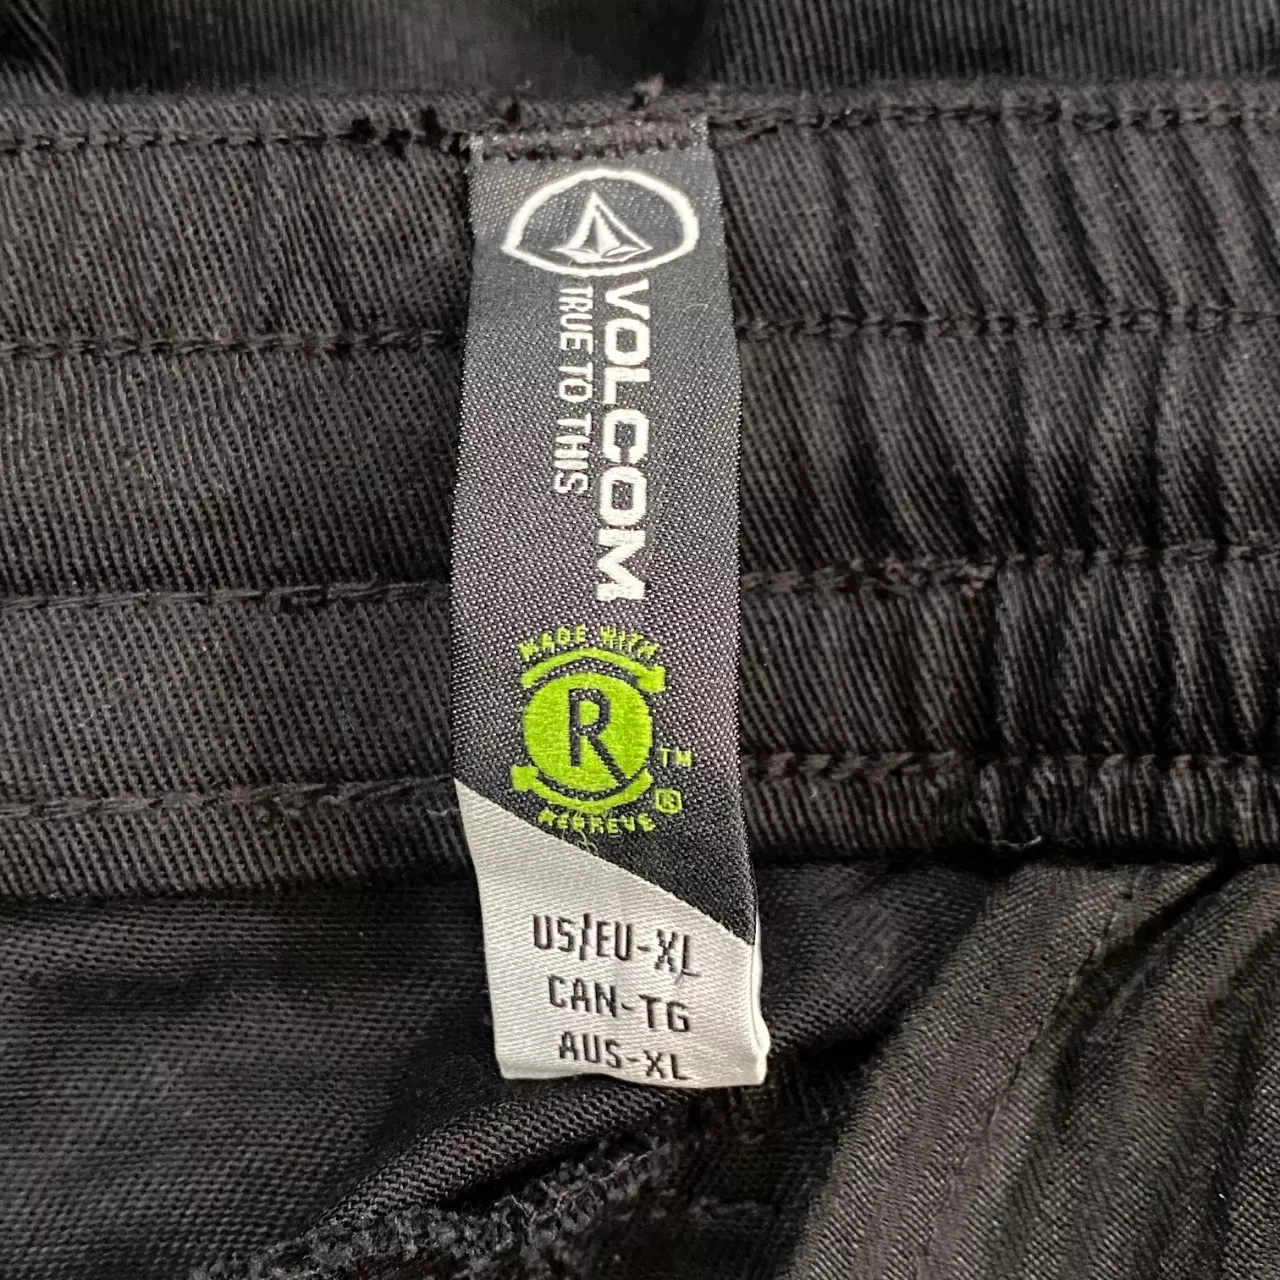 VOLCOM
TRUE TO THIS
MADE WITH
R
TM
®
REPREVE
US/EU-XL
CAN-TG
AUS-XL